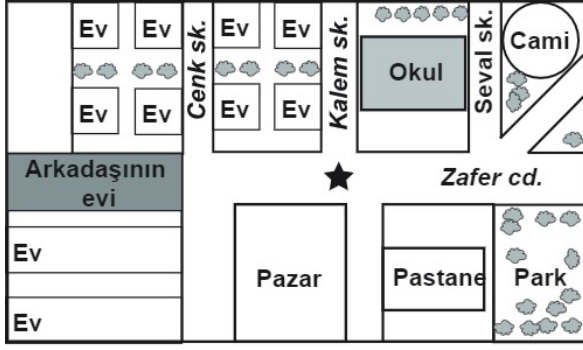 Ev Ev Ev Ev
Cenk sk.
Kalem sk.
Okul
Seval sk.
Cami
Ev Ev Ev Ev
Arkadaşının
evi
Zafer cd.
Ev
Pazar
Pastane
Park
Ev